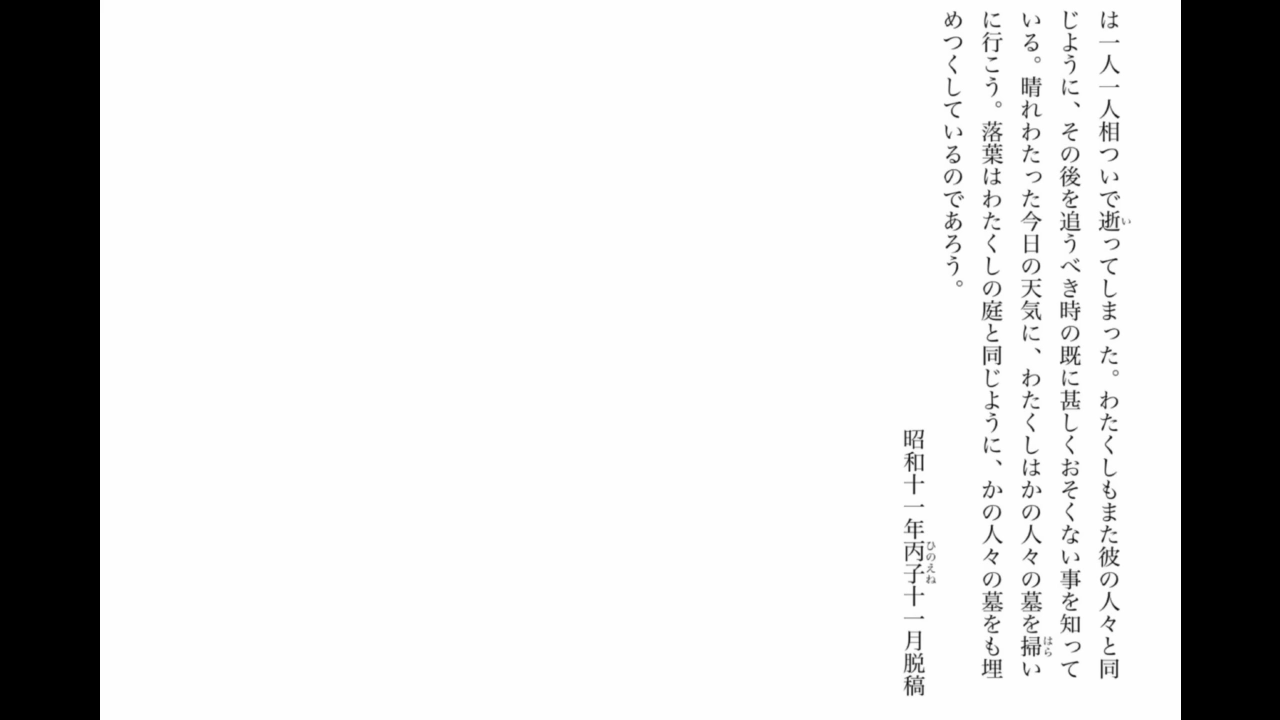 は一人一人相ついで逝ってしまった。わたくしもまた彼の人々と同
じように、その後を追うべき時の既に甚しくおそくない事を知って
いる。晴れわたった今日の天気に、わたくしはかの人々の墓を掃い
に行こう。落葉はわたくしの庭と同じように、かの人々の墓をも埋
めつくしているのであろう。
昭和十一年丙子十一月脱稿